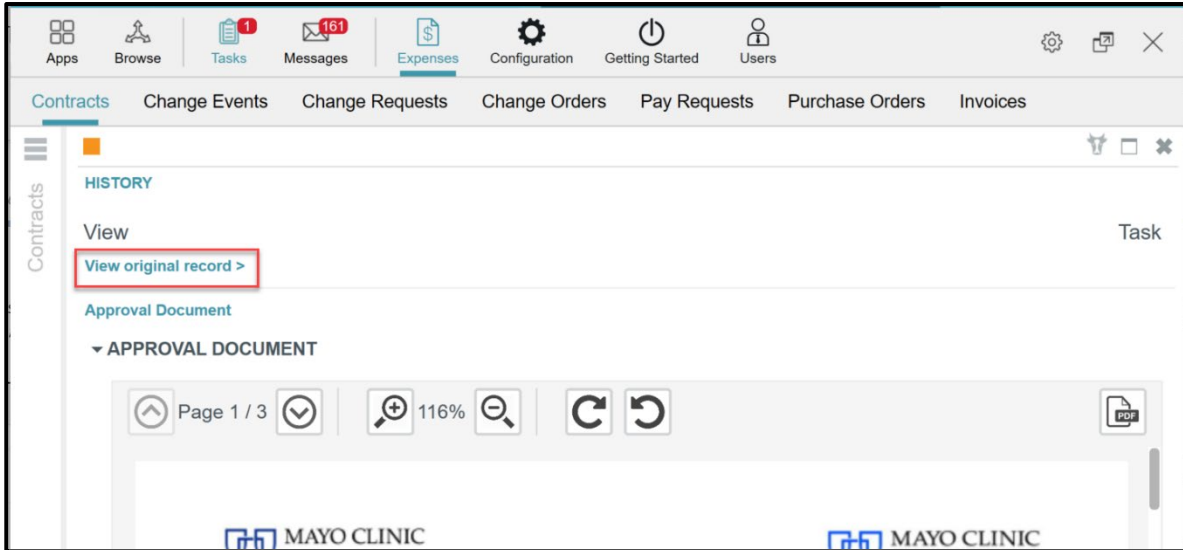 1 161
Apps Browse Tasks Messages Expenses Configuration Getting Started Users
Contracts Change Events Change Requests Change Orders Pay Requests Purchase Orders Invoices
Contracts
HISTORY
View Task
View original record >
Approval Document
APPROVAL DOCUMENT
Page 1 / 3 116% PDF
MAYO CLINIC MAYO CLINIC